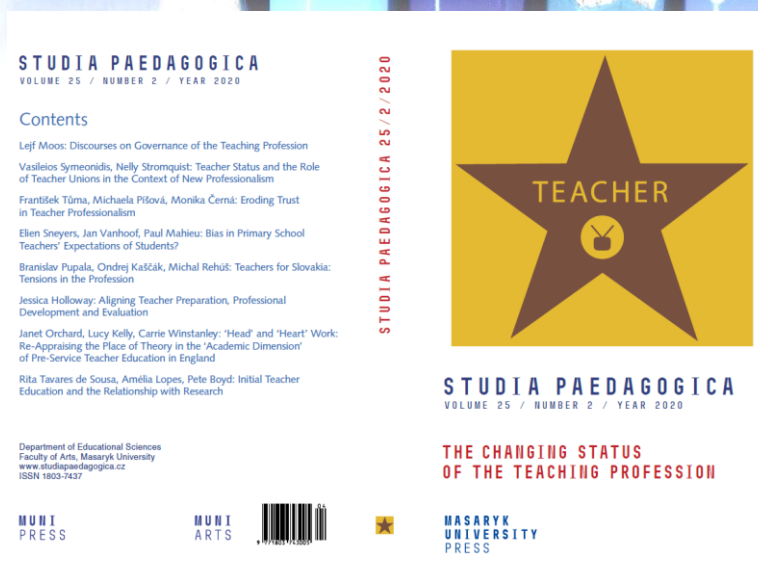 STUDIA PAEDAGOGICA
VOLUME 25 / NUMBER 2 / YEAR 2020
Contents
Lejf Moos: Discourses on Governance of the Teaching Profession
Vasileios Symeonidis, Nelly Stromquist: Teacher Status and the Role
of Teacher Unions in the Context of New Professionalism
František Tůma, Michaela Píšová, Monika Černá: Eroding Trust
in Teacher Professionalism
Elien Sneyers, Jan Vanhoof, Paul Mahieu: Bias in Primary School
Teachers' Expectations of Students?
Branislav Pupala, Ondrej Kaščák, Michal Rehúš: Teachers for Slovakia:
Tensions in the Profession
Jessica Holloway: Aligning Teacher Preparation, Professional
Development and Evaluation
Janet Orchard, Lucy Kelly, Carrie Winstanley: 'Head' and 'Heart' Work:
Re-Appraising the Place of Theory in the 'Academic Dimension'
of Pre-Service Teacher Education in England
Rita Tavares de Sousa, Amélia Lopes, Pete Boyd: Initial Teacher
Education and the Relationship with Research
Department of Educational Sciences
Faculty of Arts, Masaryk University
www.studiapaedagogica.cz
ISSN 1803-7437
MUNI
PRESS
MUNI
ARTS
04
STUDIA PAEDAGOGICA 25/2/2020
TEACHER
STUDIA PAEDAGOGICA
VOLUME 25 / NUMBER 2 / YEAR 2020
THE CHANGING STATUS
OF THE TEACHING PROFESSION
MASARYK
UNIVERSITY
PRESS